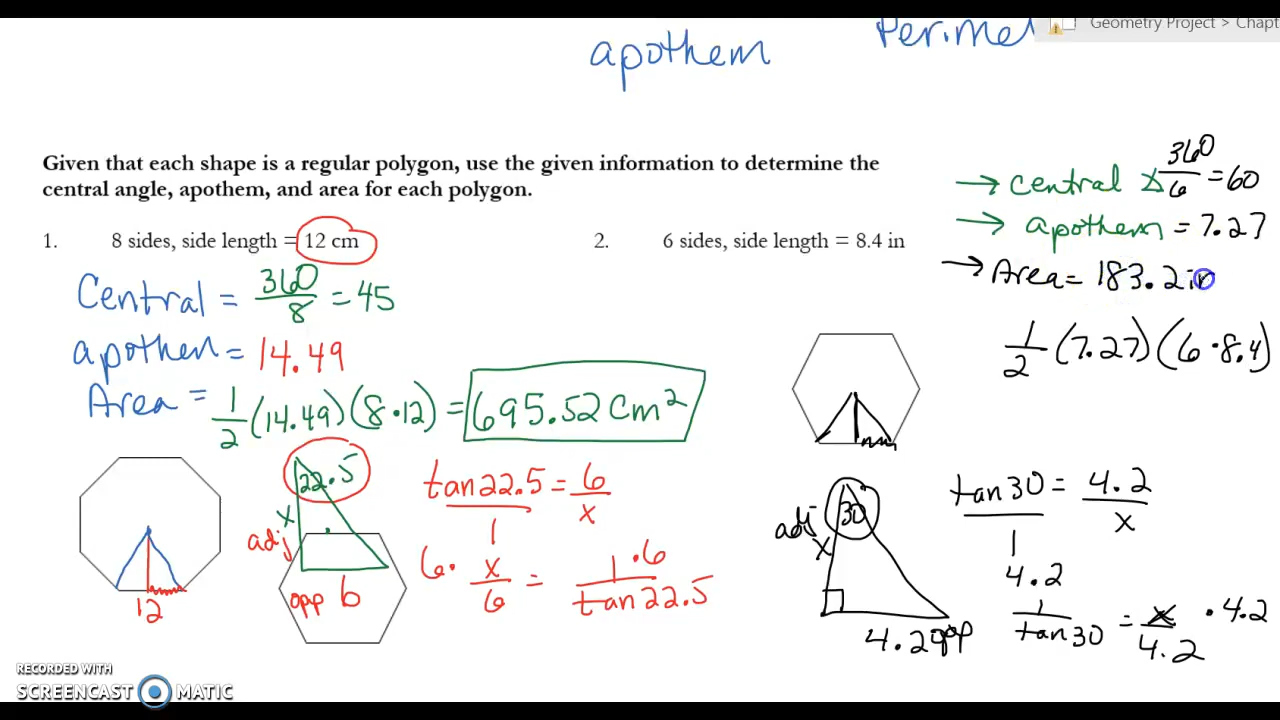 Geometry Project > Chapt
apothem
Perimet
Given that each shape is a regular polygon, use the given information to determine the
central angle, apothem, and area for each polygon.
1. 8 sides, side length = 12 cm
Central = 360/8 = 45
apothem = 14.49
Area = 1/2 (14.49)(8·12) = 695.52 cm²
12
22.5
x
adj
opp 6
tan 22.5 = 6/x
1
6· x/6 = 1·6/tan 22.5
2. 6 sides, side length = 8.4 in
→ Central ∡ 360/6 = 60
→ apothem = 7.27
→ Area = 183.2 in
1/2 (7.27)(6·8.4)
adj
30
x
4.2 opp
tan 30 = 4.2/x
1
4.2
1/tan 30 = x/4.2 · 4.2
RECORDED WITH
SCREENCAST MATIC